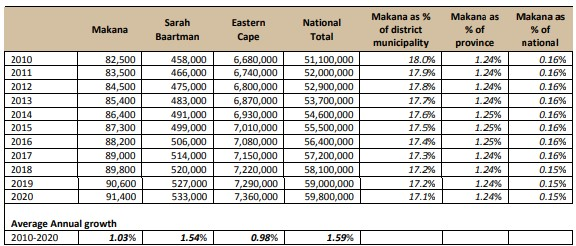 Makana Sarah Baartman Eastern Cape National Total Makana as % of district municipality Makana as % of province Makana as % of national
2010 82,500 458,000 6,680,000 51,100,000 18.0% 1.24% 0.16%
2011 83,500 466,000 6,740,000 52,000,000 17.9% 1.24% 0.16%
2012 84,500 475,000 6,800,000 52,900,000 17.8% 1.24% 0.16%
2013 85,400 483,000 6,870,000 53,700,000 17.7% 1.24% 0.16%
2014 86,400 491,000 6,930,000 54,600,000 17.6% 1.25% 0.16%
2015 87,300 499,000 7,010,000 55,500,000 17.5% 1.25% 0.16%
2016 88,200 506,000 7,080,000 56,400,000 17.4% 1.25% 0.16%
2017 89,000 514,000 7,150,000 57,200,000 17.3% 1.24% 0.16%
2018 89,800 520,000 7,220,000 58,100,000 17.2% 1.24% 0.15%
2019 90,600 527,000 7,290,000 59,000,000 17.2% 1.24% 0.15%
2020 91,400 533,000 7,360,000 59,800,000 17.1% 1.24% 0.15%
Average Annual growth
2010-2020 1.03% 1.54% 0.98% 1.59%